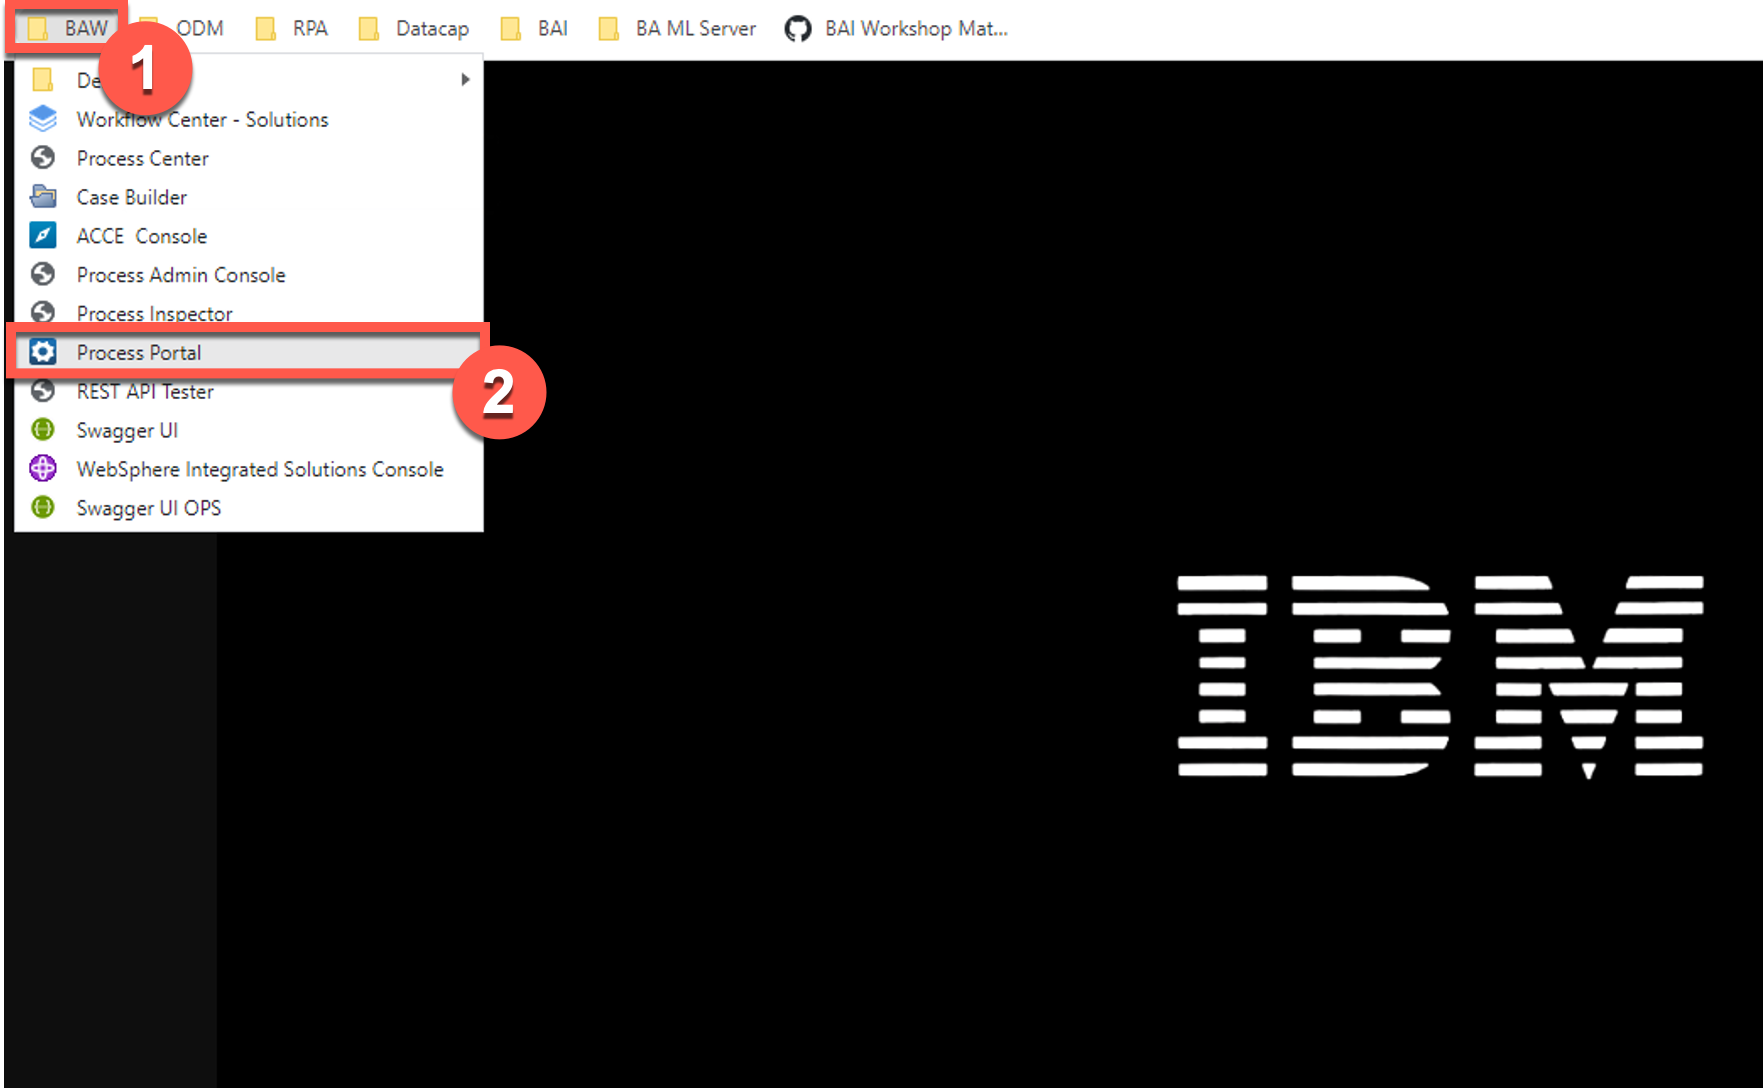 BAW ODM RPA Datacap BAI BA ML Server BAI Workshop Mat...
1
Workflow Center - Solutions
Process Center
Case Builder
ACCE Console
Process Admin Console
Process Inspector
Process Portal
2
REST API Tester
Swagger UI
WebSphere Integrated Solutions Console
Swagger UI OPS
IBM